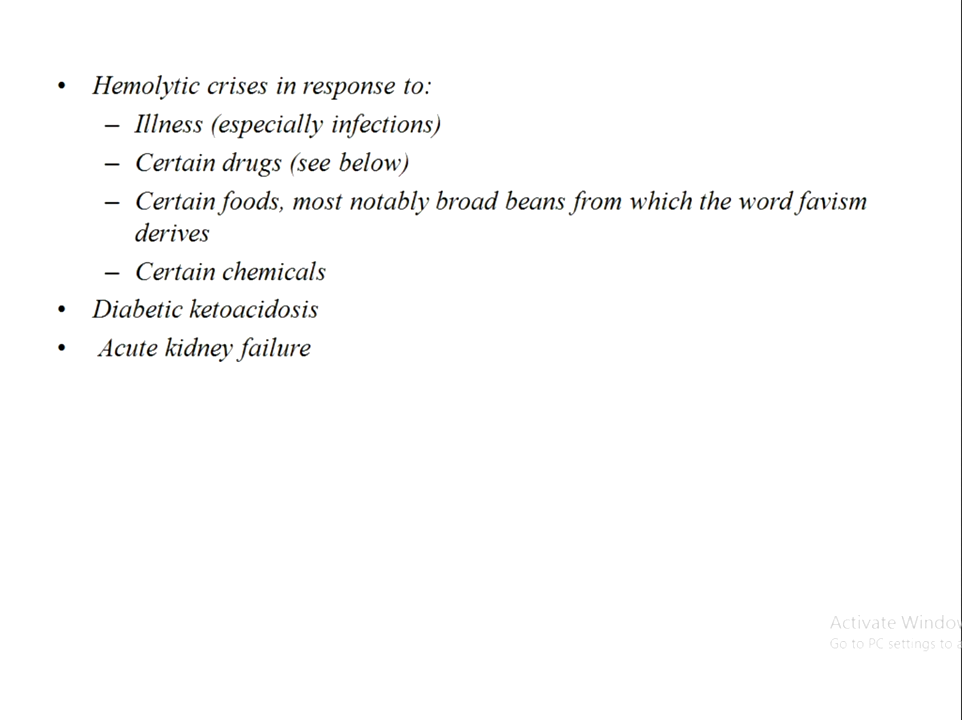 • Hemolytic crises in response to:
– Illness (especially infections)
– Certain drugs (see below)
– Certain foods, most notably broad beans from which the word favism
derives
– Certain chemicals
• Diabetic ketoacidosis
• Acute kidney failure
Activate Windo
Go to PC settings to